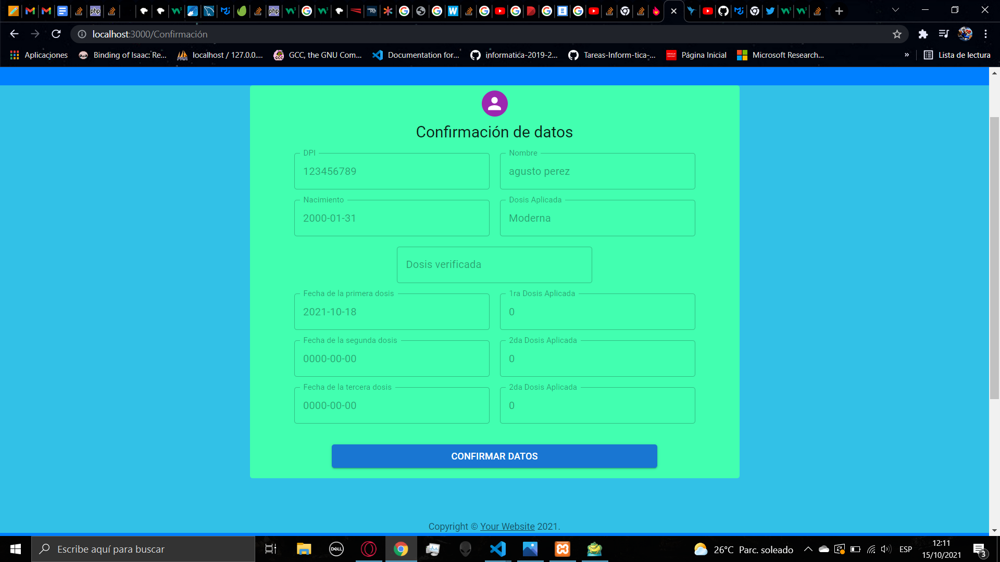 localhost:3000/Confirmación
Aplicaciones
Binding of Isaac: Re...
localhost / 127.0.0....
GCC, the GNU Com...
Documentation for...
informatica-2019-2...
Tareas-Inform-tica-...
Página Inicial
Microsoft Research...
»
Lista de lectura
Confirmación de datos
DPI
123456789
Nombre
agusto perez
Nacimiento
2000-01-31
Dosis Aplicada
Moderna
Dosis verificada
Fecha de la primera dosis
2021-10-18
1ra Dosis Aplicada
0
Fecha de la segunda dosis
0000-00-00
2da Dosis Aplicada
0
Fecha de la tercera dosis
0000-00-00
2da Dosis Aplicada
0
CONFIRMAR DATOS
Copyright © Your Website 2021.
Escribe aquí para buscar
DELL
26°C Parc. soleado
ESP
12:11
15/10/2021
3